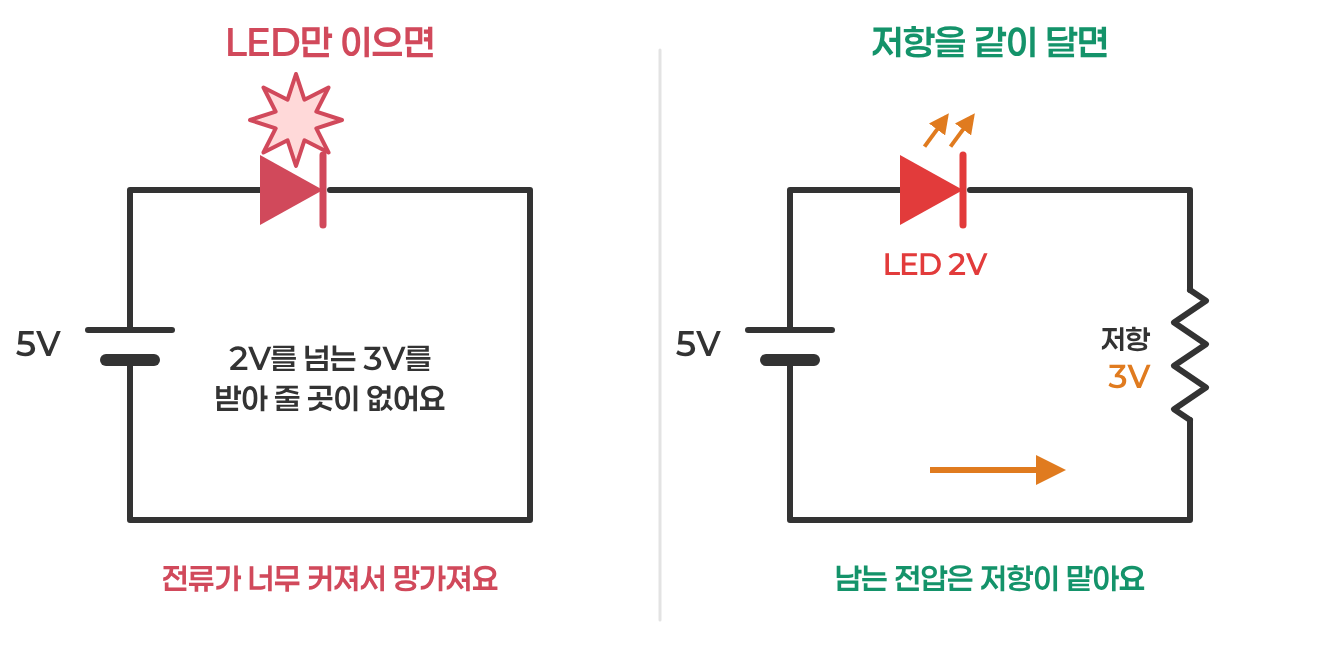 LED만 이으면
5V
2V를 넘는 3V를
받아 줄 곳이 없어요
전류가 너무 커져서 망가져요
저항을 같이 달면
LED 2V
5V
저항
3V
남는 전압은 저항이 맡아요